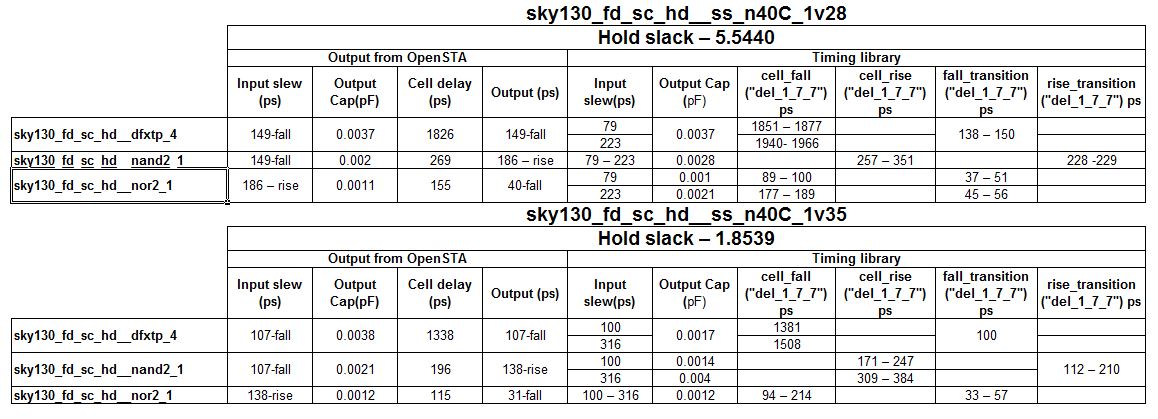 sky130_fd_sc_hd__ss_n40C_1v28
Hold slack – 5.5440
Output from OpenSTA Timing library
Input slew (ps) Output Cap(pF) Cell delay (ps) Output (ps) Input slew(ps) Output Cap (pF) cell_fall ("del_1_7_7") ps cell_rise ("del_1_7_7") ps fall_transition ("del_1_7_7") ps rise_transition ("del_1_7_7") ps
sky130_fd_sc_hd__dfxtp_4 149-fall 0.0037 1826 149-fall 79 0.0037 1851 – 1877 138 – 150
223 1940- 1966
sky130_fd_sc_hd__nand2_1 149-fall 0.002 269 186 – rise 79 – 223 0.0028 257 – 351 228 -229
sky130_fd_sc_hd__nor2_1 186 – rise 0.0011 155 40-fall 79 0.001 89 – 100 37 – 51
223 0.0021 177 – 189 45 – 56
sky130_fd_sc_hd__ss_n40C_1v35
Hold slack – 1.8539
Output from OpenSTA Timing library
Input slew (ps) Output Cap(pF) Cell delay (ps) Output (ps) Input slew(ps) Output Cap (pF) cell_fall ("del_1_7_7") ps cell_rise ("del_1_7_7") ps fall_transition ("del_1_7_7") ps rise_transition ("del_1_7_7") ps
sky130_fd_sc_hd__dfxtp_4 107-fall 0.0038 1338 107-fall 100 0.0017 1381 100
316 1508
sky130_fd_sc_hd__nand2_1 107-fall 0.0021 196 138-rise 100 0.0014 171 – 247 112 – 210
316 0.004 309 – 384
sky130_fd_sc_hd__nor2_1 138-rise 0.0012 115 31-fall 100 – 316 0.0012 94 – 214 33 – 57